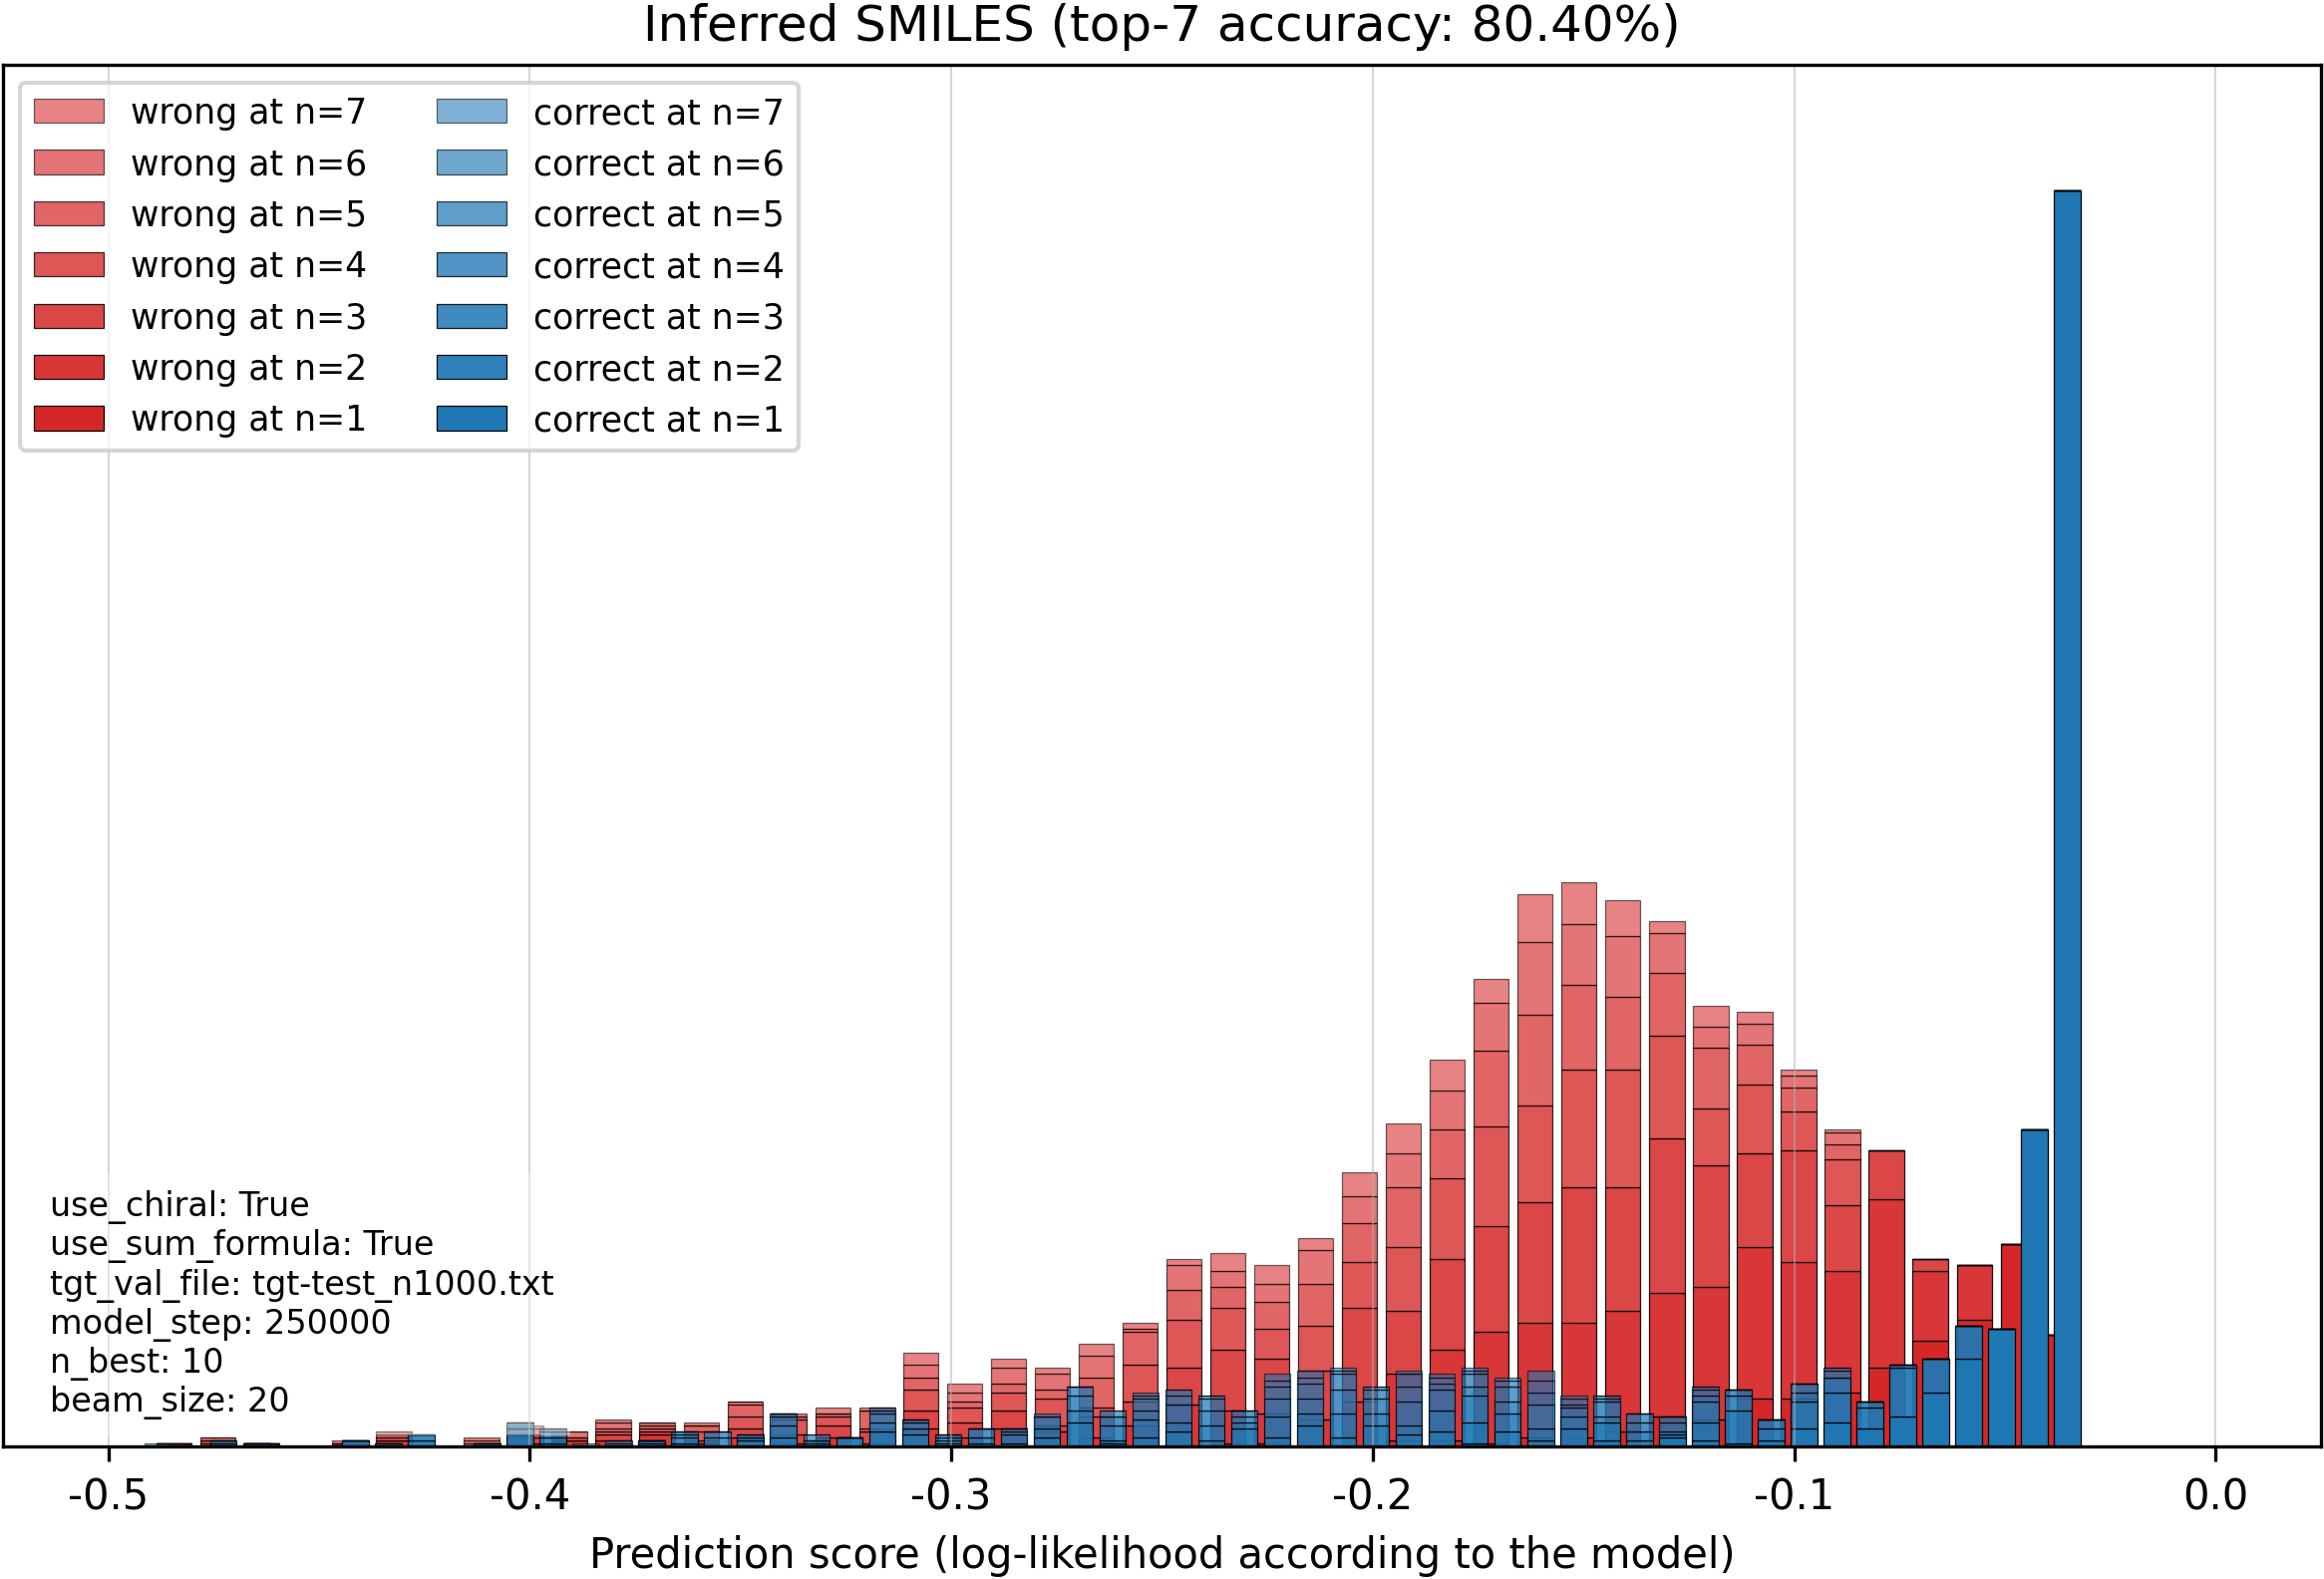 Inferred SMILES (top-7 accuracy: 80.40%)
wrong at n=7
wrong at n=6
wrong at n=5
wrong at n=4
wrong at n=3
wrong at n=2
wrong at n=1
correct at n=7
correct at n=6
correct at n=5
correct at n=4
correct at n=3
correct at n=2
correct at n=1
use_chiral: True
use_sum_formula: True
tgt_val_file: tgt-test_n1000.txt
model_step: 250000
n_best: 10
beam_size: 20
-0.5 -0.4 -0.3 -0.2 -0.1 0.0
Prediction score (log-likelihood according to the model)